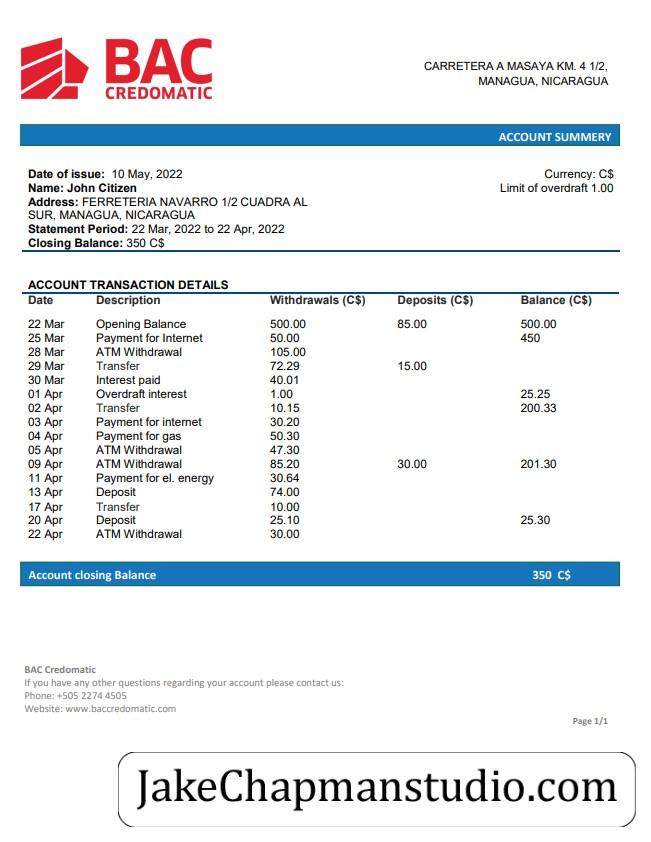 BAC
CREDOMATIC
CARRETERA A MASAYA KM. 4 1/2,
MANAGUA, NICARAGUA
ACCOUNT SUMMERY
Date of issue: 10 May, 2022
Name: John Citizen
Address: FERRETERIA NAVARRO 1/2 CUADRA AL
SUR, MANAGUA, NICARAGUA
Statement Period: 22 Mar, 2022 to 22 Apr, 2022
Closing Balance: 350 C$
Currency: C$
Limit of overdraft 1.00
ACCOUNT TRANSACTION DETAILS
Date Description Withdrawals (C$) Deposits (C$) Balance (C$)
22 Mar Opening Balance 500.00 85.00 500.00
25 Mar Payment for Internet 50.00 450
28 Mar ATM Withdrawal 105.00
29 Mar Transfer 72.29 15.00
30 Mar Interest paid 40.01
01 Apr Overdraft interest 1.00 25.25
02 Apr Transfer 10.15 200.33
03 Apr Payment for internet 30.20
04 Apr Payment for gas 50.30
05 Apr ATM Withdrawal 47.30
09 Apr ATM Withdrawal 85.20 30.00 201.30
11 Apr Payment for el. energy 30.64
13 Apr Deposit 74.00
17 Apr Transfer 10.00
20 Apr Deposit 25.10 25.30
22 Apr ATM Withdrawal 30.00
Account closing Balance 350 C$
BAC Credomatic
If you have any other questions regarding your account please contact us:
Phone: +505 2274 4505
Website: www.baccredomatic.com
Page 1/1
JakeChapmanstudio.com